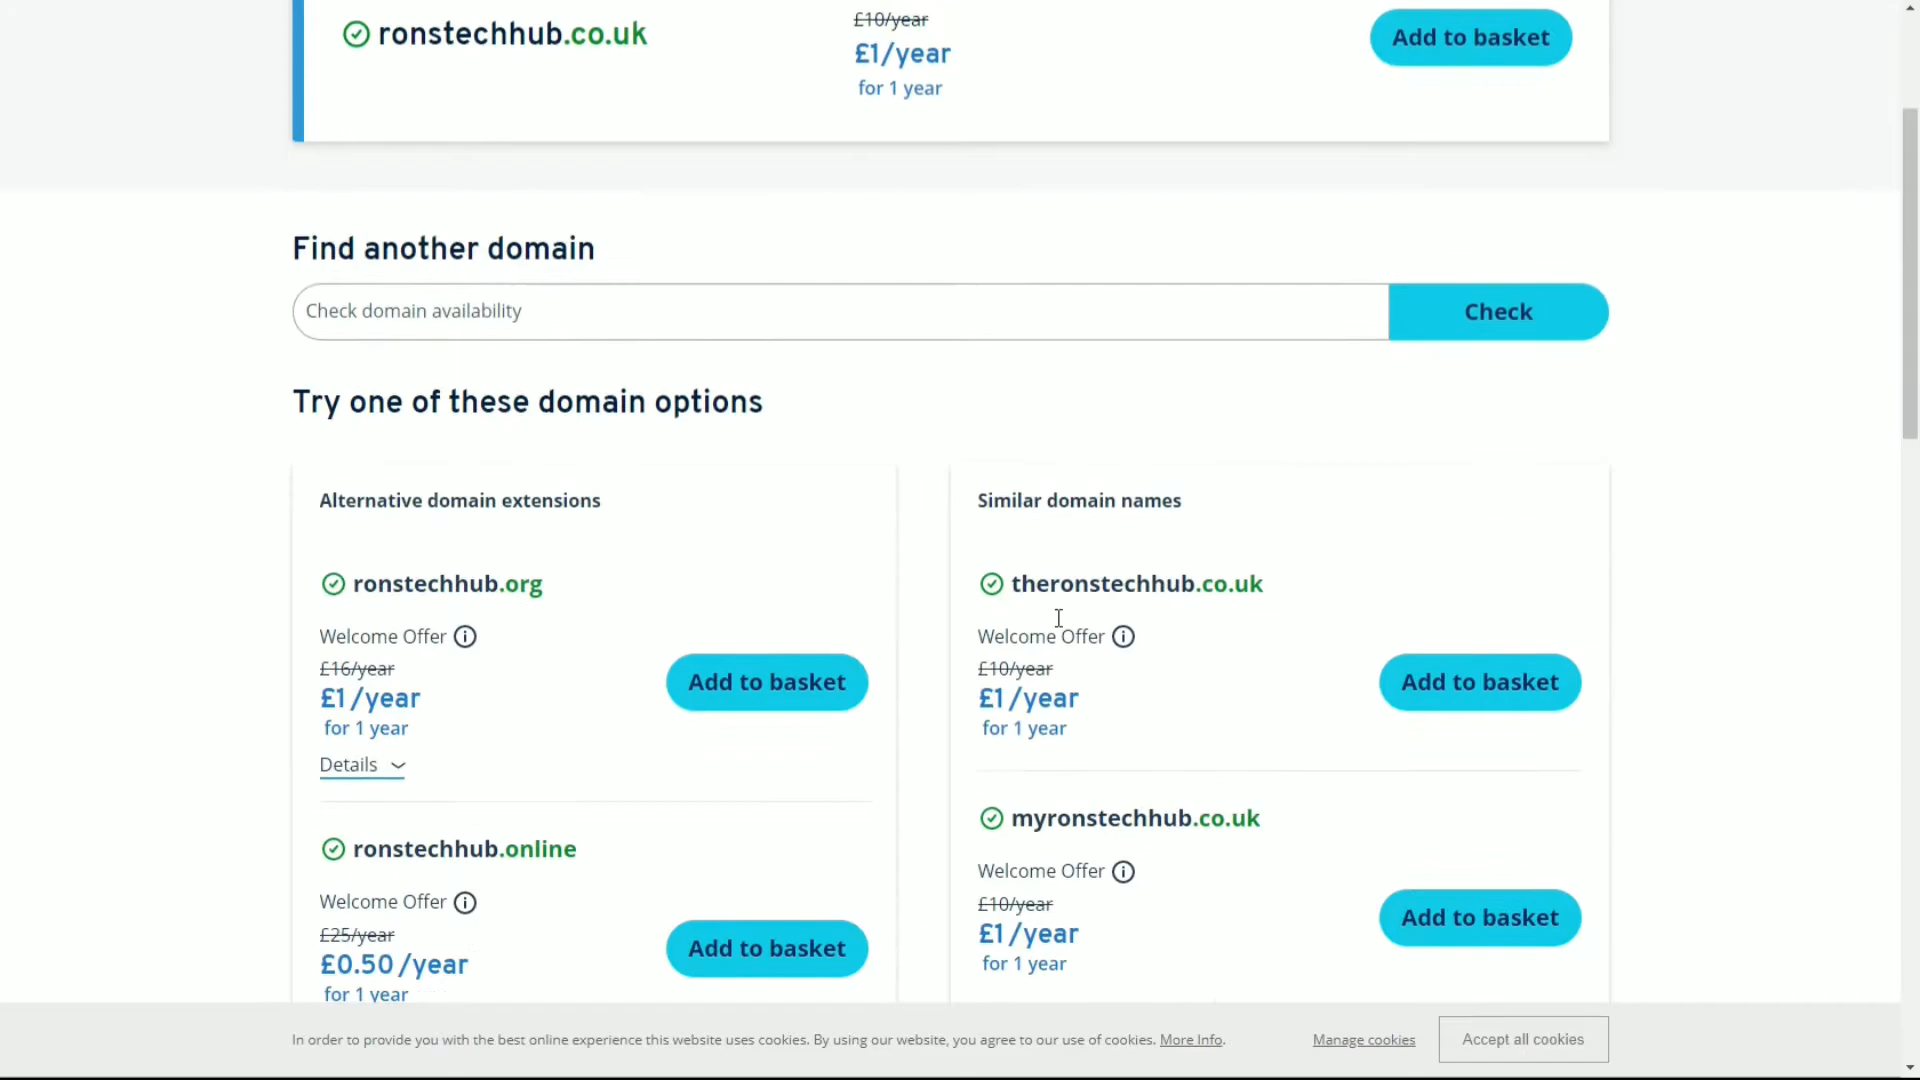 ronstechhub.co.uk
£10/year
£1/year
for 1 year
Add to basket
Find another domain
Check domain availability
Check
Try one of these domain options
Alternative domain extensions
ronstechhub.org
Welcome Offer
£16/year
£1/year
for 1 year
Add to basket
Details
ronstechhub.online
Welcome Offer
£25/year
£0.50/year
for 1 year
Add to basket
Similar domain names
theronstechhub.co.uk
Welcome Offer
£10/year
£1/year
for 1 year
Add to basket
myronstechhub.co.uk
Welcome Offer
£10/year
£1/year
for 1 year
Add to basket
In order to provide you with the best online experience this website uses cookies. By using our website, you agree to our use of cookies. More Info.
Manage cookies
Accept all cookies